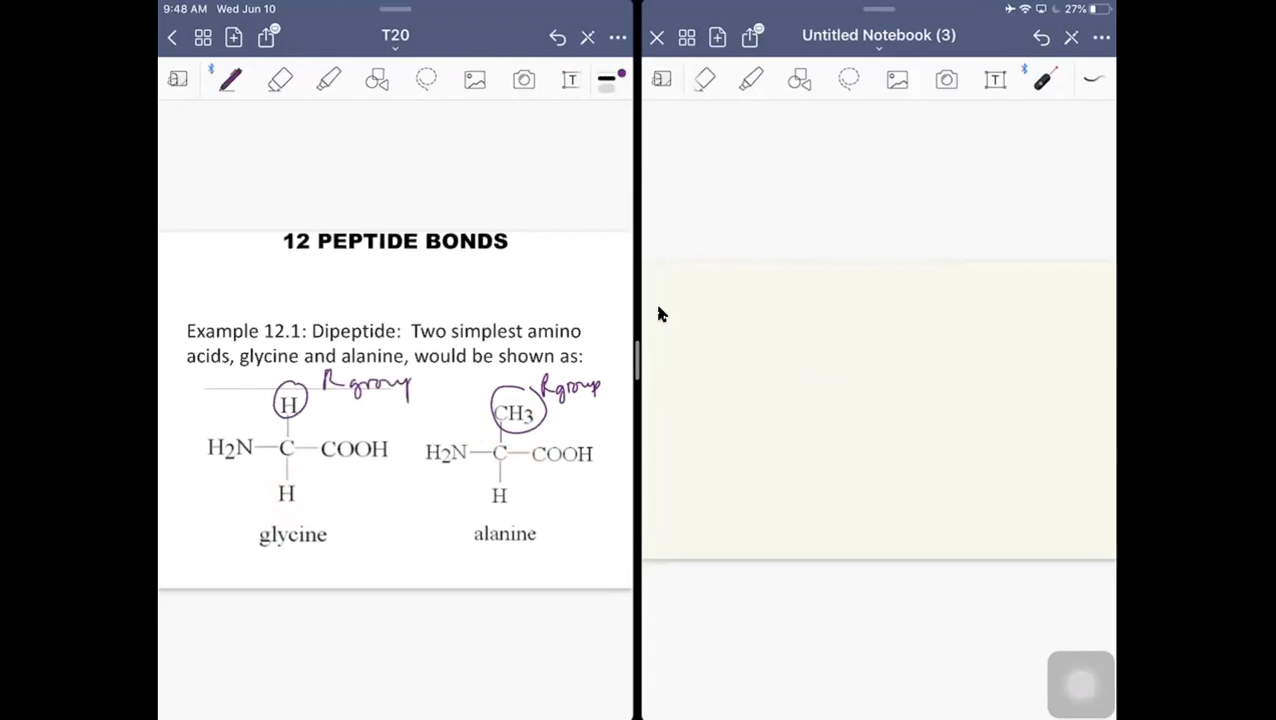 9:48 AM Wed Jun 10
27%
T20
Untitled Notebook (3)
12 PEPTIDE BONDS
Example 12.1: Dipeptide: Two simplest amino
acids, glycine and alanine, would be shown as:
R group
R group
H
CH3
H2N—C—COOH
H2N—C—COOH
H
H
glycine
alanine